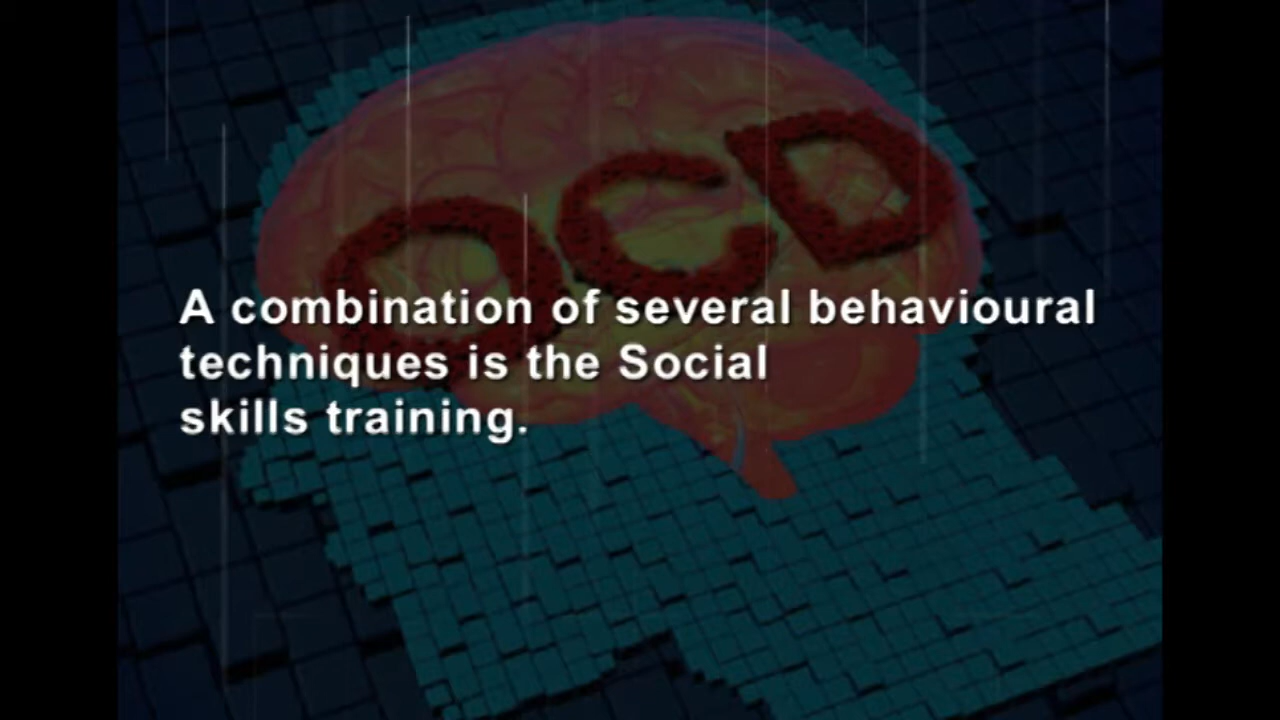 OCD
A combination of several behavioural
techniques is the Social
skills training.